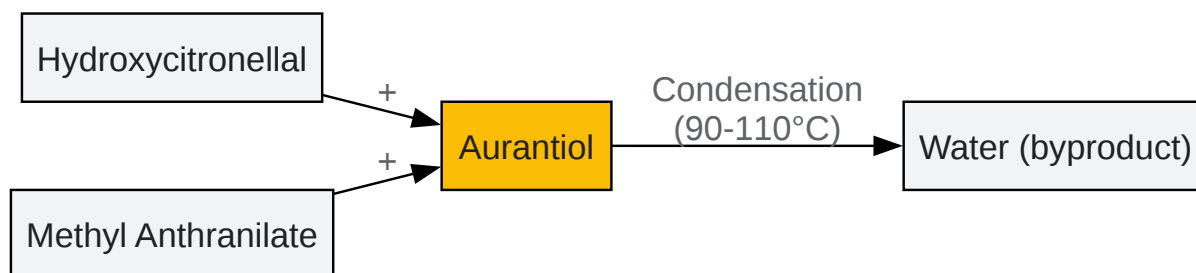 Hydroxycitronellal
+
Condensation
(90-110°C)
Aurantiol
Water (byproduct)
+
Methyl Anthranilate